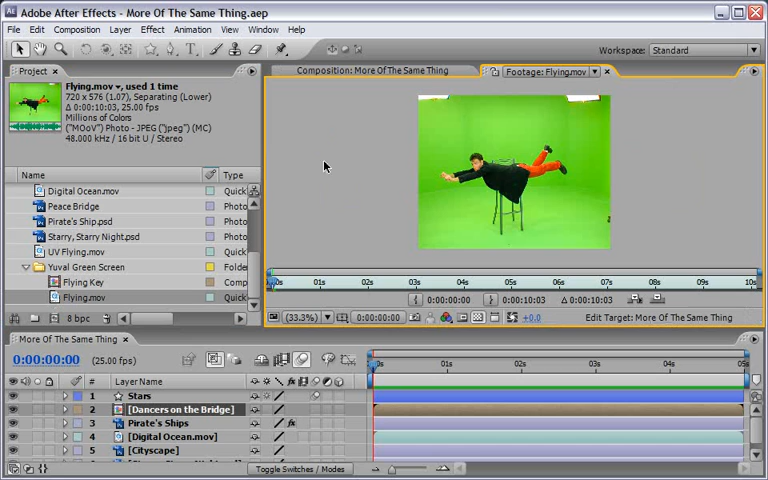 Adobe After Effects - More Of The Same Thing.aep
File Edit Composition Layer Effect Animation View Window Help
Workspace: Standard
Project
Flying.mov, used 1 time
720 x 576 (1.07), Separating (Lower)
Δ 0:00:10:03, 25.00 fps
Millions of Colors
("MOoV") Photo - JPEG ("jpeg") (MC)
48.000 kHz / 16 bit U / Stereo
Name Type
Digital Ocean.mov Quick
Peace Bridge Photo
Pirate's Ship.psd Photo
Starry, Starry Night.psd Photo
UV Flying.mov Quick
Yuval Green Screen Folder
Flying Key Comp
Flying.mov Quick
8 bpc
Composition: More Of The Same Thing
Footage: Flying.mov
0s 01s 02s 03s 04s 05s 06s 07s 08s 09s 10s
0:00:00:00 0:00:10:03 Δ 0:00:10:03
(33.3%) 0:00:00:00 +0.0 Edit Target: More Of The Same Thing
More Of The Same Thing
0:00:00:00 (25.00 fps)
0s 01s 02s 03s 04s 05s
# Layer Name
1 Stars
2 [Dancers on the Bridge]
3 Pirate's Ships
4 [Digital Ocean.mov]
5 [Cityscape]
Toggle Switches / Modes